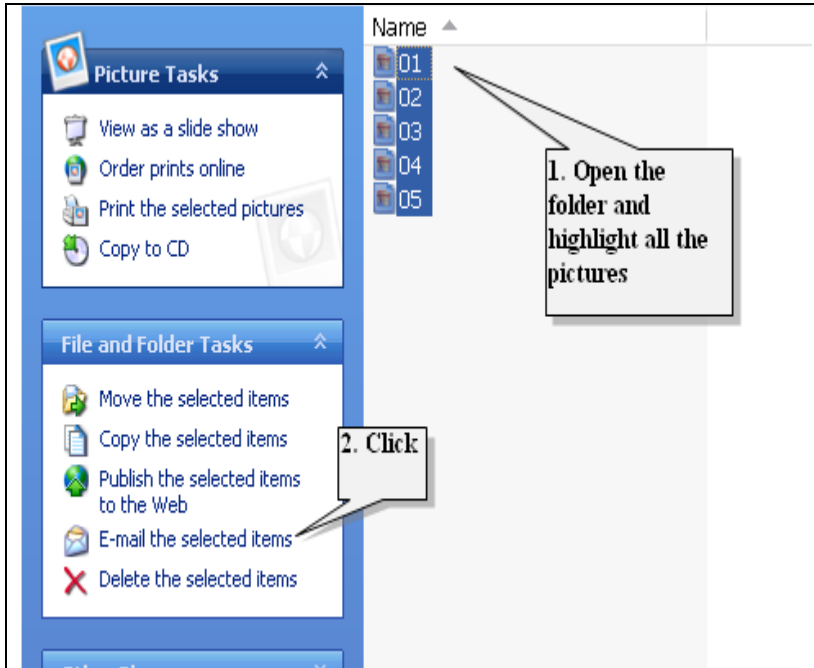 Name
Picture Tasks
View as a slide show
Order prints online
Print the selected pictures
Copy to CD
File and Folder Tasks
Move the selected items
Copy the selected items
Publish the selected items
to the Web
E-mail the selected items
Delete the selected items
01
02
03
04
05
1. Open the
folder and
highlight all the
pictures
2. Click